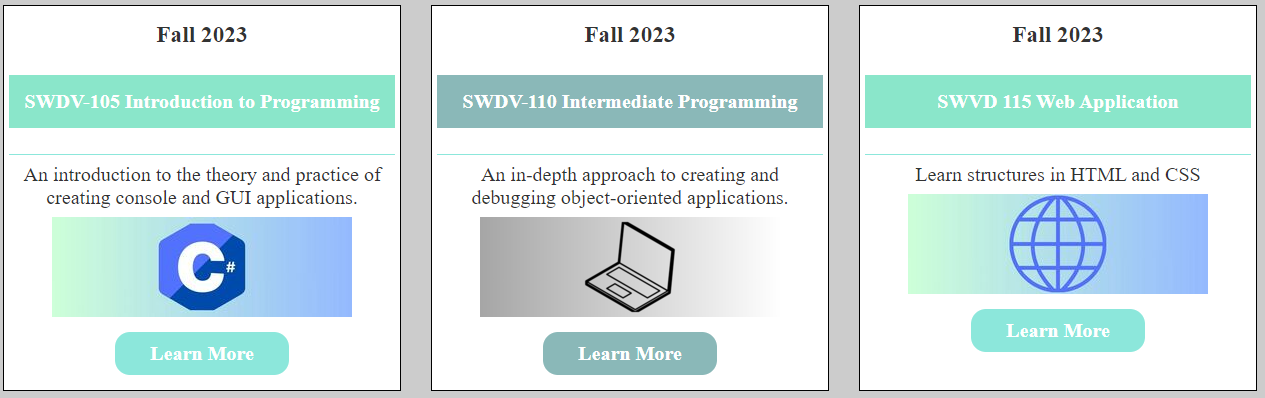 Fall 2023
SWDV-105 Introduction to Programming
An introduction to the theory and practice of
creating console and GUI applications.
C#
Learn More
Fall 2023
SWDV-110 Intermediate Programming
An in-depth approach to creating and
debugging object-oriented applications.
Learn More
Fall 2023
SWVD 115 Web Application
Learn structures in HTML and CSS
Learn More